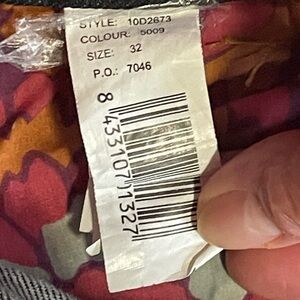 STYLE: 10D2673
COLOUR: 5009
SIZE: 32
P.O.: 7046
8 433107 11327